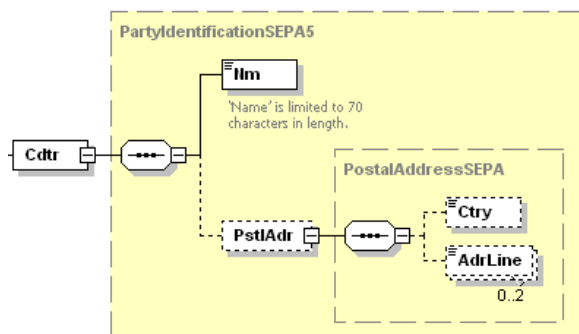 PartyIdentificationSEPA5
Nm
'Name' is limited to 70
characters in length.
Cdtr
PostalAddressSEPA
Ctry
PstlAdr
AdrLine
0..2